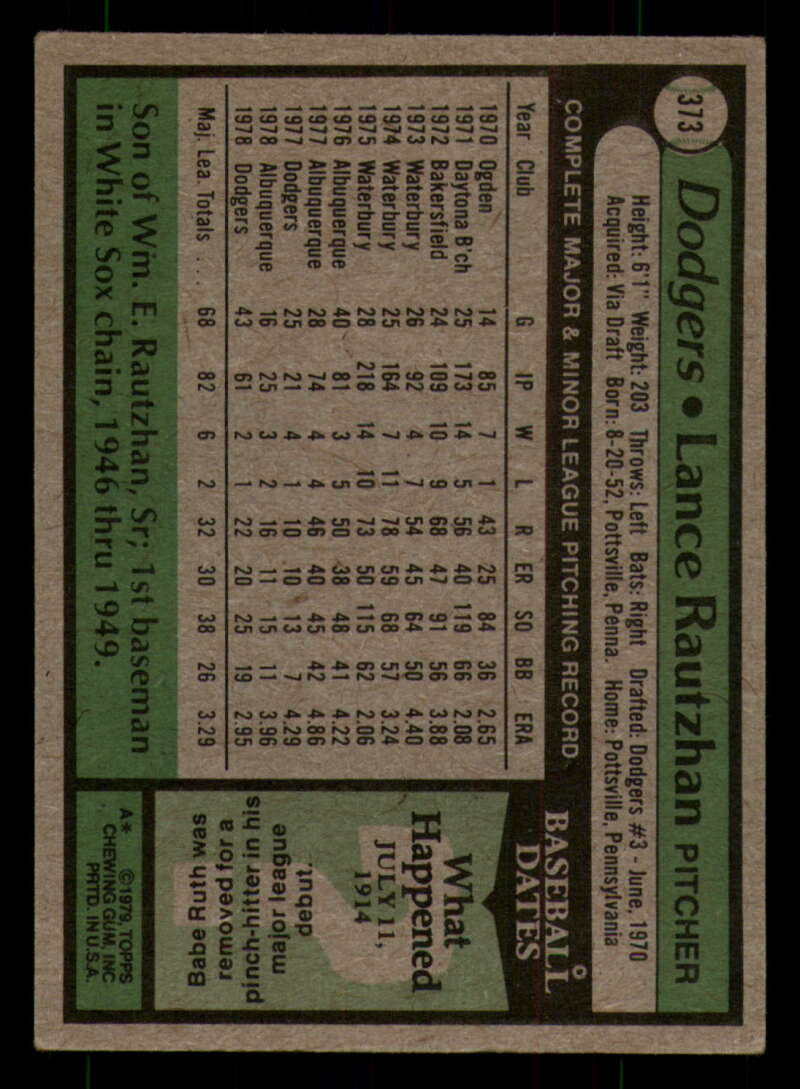 373
Dodgers • Lance Rautzhan PITCHER
Height: 6'1" Weight: 203 Throws: Left Bats: Right Drafted: Dodgers #3 - June, 1970
Acquired: Via Draft Born: 8-20-52, Pottsville, Penna. Home: Pottsville, Pennsylvania
COMPLETE MAJOR & MINOR LEAGUE PITCHING RECORD
Year Club G IP W L R ER SO BB ERA
1970 Ogden 14 85 7 1 43 25 84 36 2.65
1971 Daytona B'ch 25 173 14 5 56 40 119 66 2.08
1972 Bakersfield 24 109 10 9 68 47 91 56 3.88
1973 Waterbury 26 92 4 7 54 45 64 50 4.40
1974 Waterbury 25 164 7 11 78 59 68 57 3.24
1975 Waterbury 28 218 14 10 73 50 115 62 2.06
1976 Albuquerque 40 81 3 5 50 38 48 41 4.22
1977 Albuquerque 28 74 4 4 46 40 45 42 4.86
1977 Dodgers 25 21 4 1 10 10 13 7 4.29
1978 Albuquerque 16 25 3 2 16 11 15 11 3.96
1978 Dodgers 43 61 2 1 22 20 25 19 2.95
Maj. Lea. Totals . . . 68 82 6 2 32 30 38 26 3.29
Son of Wm. E. Rautzhan, Sr; 1st baseman
in White Sox chain, 1946 thru 1949.
BASEBALL
DATES
What
Happened
JULY 11,
1914
Babe Ruth was
removed for a
pinch-hitter in his
major league
debut.
A* ©1979, TOPPS
CHEWING GUM, INC
PRTD. IN U.S.A.